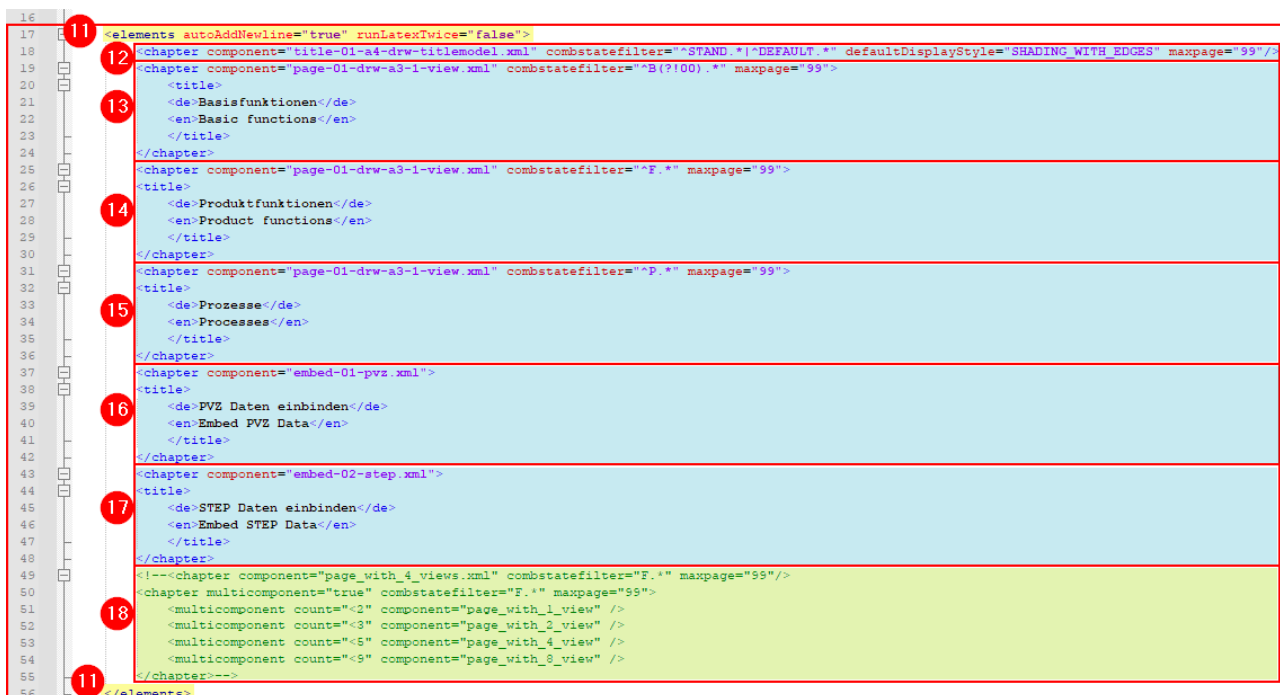 16
17 11 <elements autoAddNewline="true" runLatexTwice="false">
18 12 <chapter component="title-01-a4-drw-titlemodel.xml" combstatefilter="^STAND.*|^DEFAULT.*" defaultDisplayStyle="SHADING_WITH_EDGES" maxpage="99"/>
19 <chapter component="page-01-drw-a3-1-view.xml" combstatefilter="^B(?!00).*" maxpage="99">
20 <title>
21 13 <de>Basisfunktionen</de>
22 <en>Basic functions</en>
23 </title>
24 </chapter>
25 <chapter component="page-01-drw-a3-1-view.xml" combstatefilter="^F.*" maxpage="99">
26 <title>
27 14 <de>Produktfunktionen</de>
28 <en>Product functions</en>
29 </title>
30 </chapter>
31 <chapter component="page-01-drw-a3-1-view.xml" combstatefilter="^P.*" maxpage="99">
32 <title>
33 15 <de>Prozesse</de>
34 <en>Processes</en>
35 </title>
36 </chapter>
37 <chapter component="embed-01-pvz.xml">
38 <title>
39 16 <de>PVZ Daten einbinden</de>
40 <en>Embed PVZ Data</en>
41 </title>
42 </chapter>
43 <chapter component="embed-02-step.xml">
44 <title>
45 17 <de>STEP Daten einbinden</de>
46 <en>Embed STEP Data</en>
47 </title>
48 </chapter>
49 <!--<chapter component="page_with_4_views.xml" combstatefilter="F.*" maxpage="99"/>
50 <chapter multicomponent="true" combstatefilter="F.*" maxpage="99">
51 18 <multicomponent count="<2" component="page_with_1_view" />
52 <multicomponent count="<3" component="page_with_2_view" />
53 <multicomponent count="<5" component="page_with_4_view" />
54 <multicomponent count="<9" component="page_with_8_view" />
55 </chapter>-->
56 11 </elements>